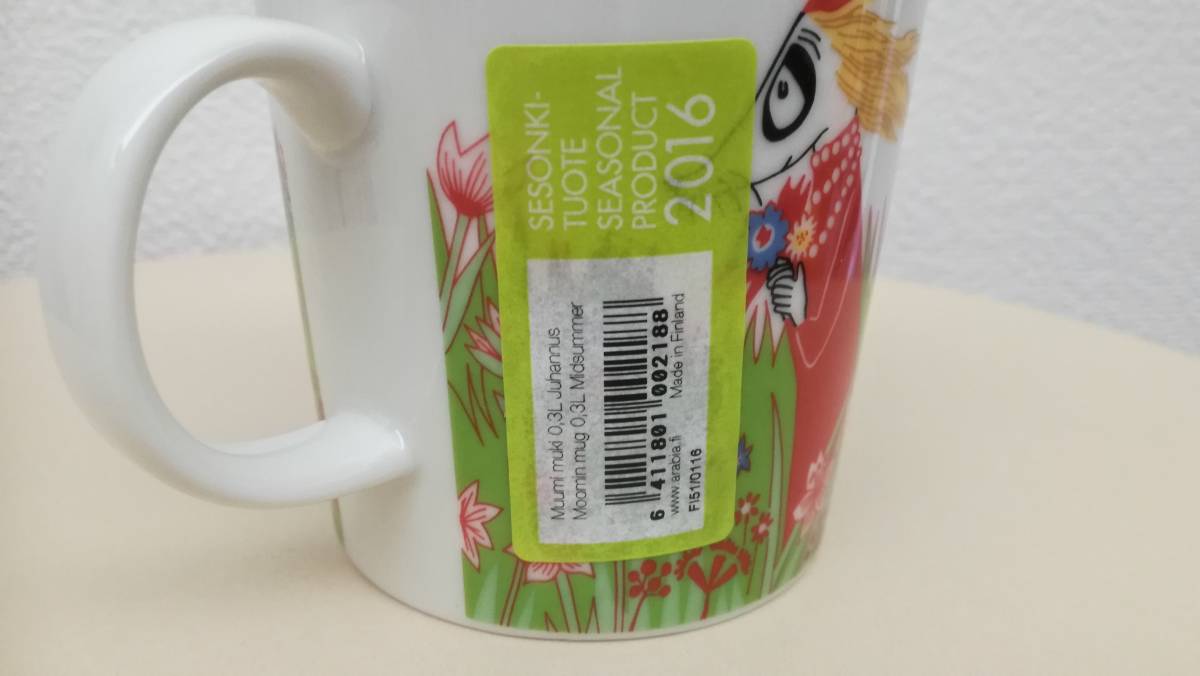 SESONKI-
TUOTE
SEASONAL
PRODUCT
2016
Muumi muki 0,3L Juhannus
Moomin mug 0,3L Midsummer
6 411801 002188
www.arabia.fi Made in Finland
FI51/0116